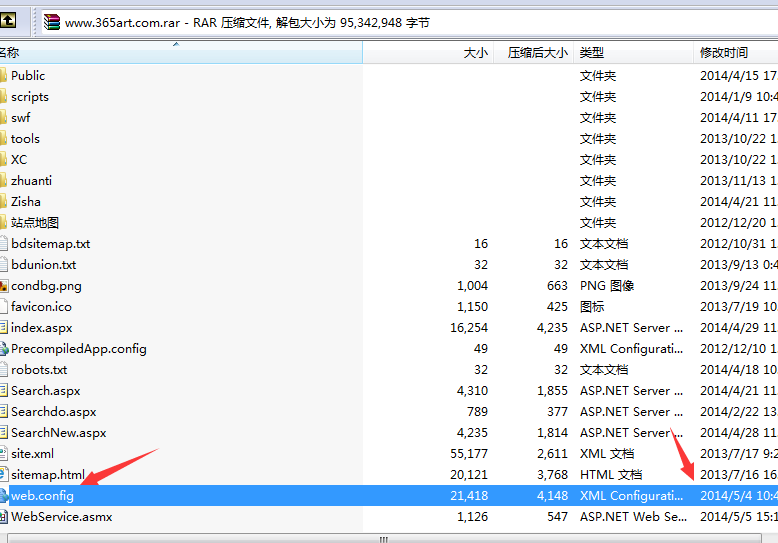 www.365art.com.rar - RAR 压缩文件, 解包大小为 95,342,948 字节
名称 大小 压缩后大小 类型 修改时间
Public 文件夹 2014/4/15 17
scripts 文件夹 2014/1/9 10:4
swf 文件夹 2014/4/11 17
tools 文件夹 2013/10/22 1
XC 文件夹 2013/10/22 1
zhuanti 文件夹 2013/11/13 1
Zisha 文件夹 2014/4/21 11
站点地图 文件夹 2012/12/20 1
bdsitemap.txt 16 16 文本文档 2012/10/31 1
bdunion.txt 32 32 文本文档 2013/9/13 0:4
condbg.png 1,004 663 PNG 图像 2013/9/24 11
favicon.ico 1,150 425 图标 2013/7/19 10
index.aspx 16,254 4,235 ASP.NET Server ... 2014/4/29 11
PrecompiledApp.config 49 49 XML Configurati... 2012/12/10 1
robots.txt 32 32 文本文档 2014/4/18 10
Search.aspx 4,310 1,855 ASP.NET Server ... 2014/4/21 11
Searchdo.aspx 789 377 ASP.NET Server ... 2014/2/22 13
SearchNew.aspx 4,235 1,814 ASP.NET Server ... 2014/4/28 11
site.xml 55,177 2,611 XML 文档 2013/7/17 9:2
sitemap.html 20,121 3,768 HTML 文档 2013/7/16 16
web.config 21,418 4,148 XML Configurati... 2014/5/4 10:4
WebService.asmx 1,126 547 ASP.NET Web Se... 2014/5/5 15:1